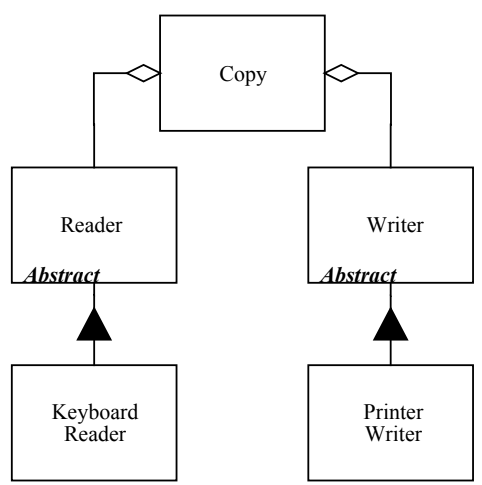 Copy
Reader
Writer
Abstract
Abstract
Keyboard
Reader
Printer
Writer